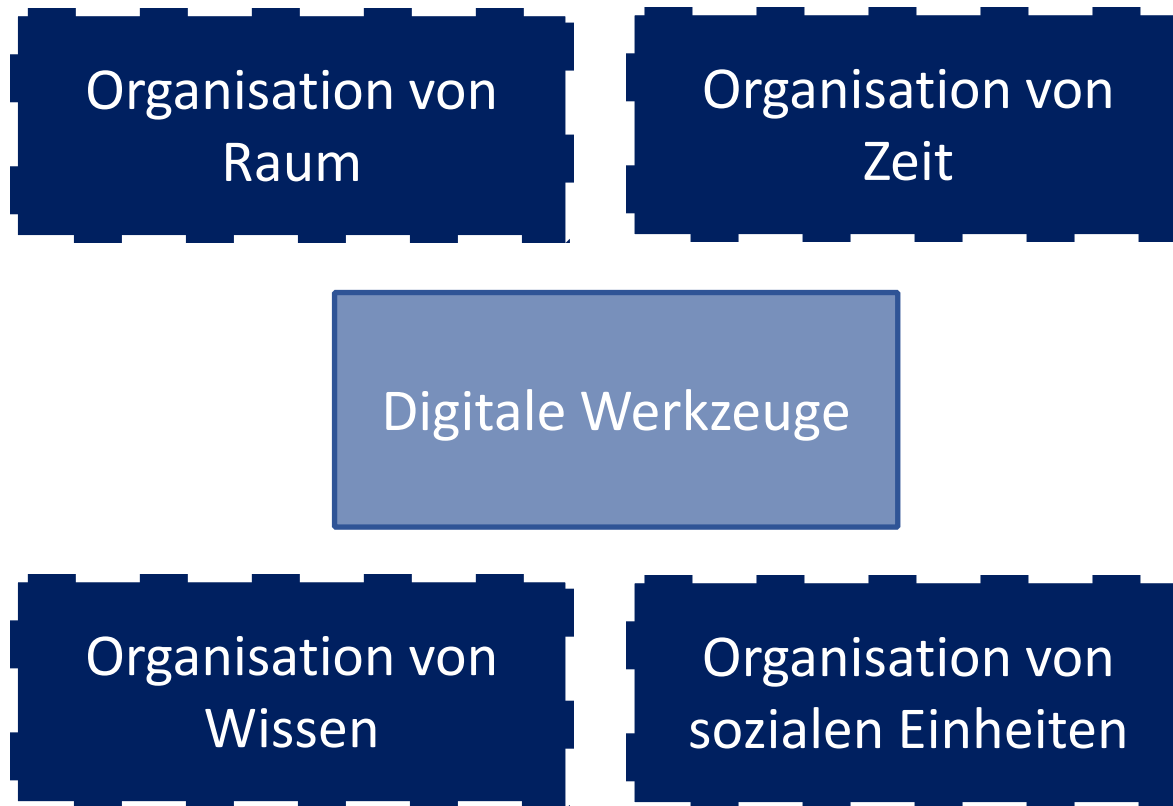 Organisation von
Raum
Organisation von
Zeit
Digitale Werkzeuge
Organisation von
Wissen
Organisation von
sozialen Einheiten